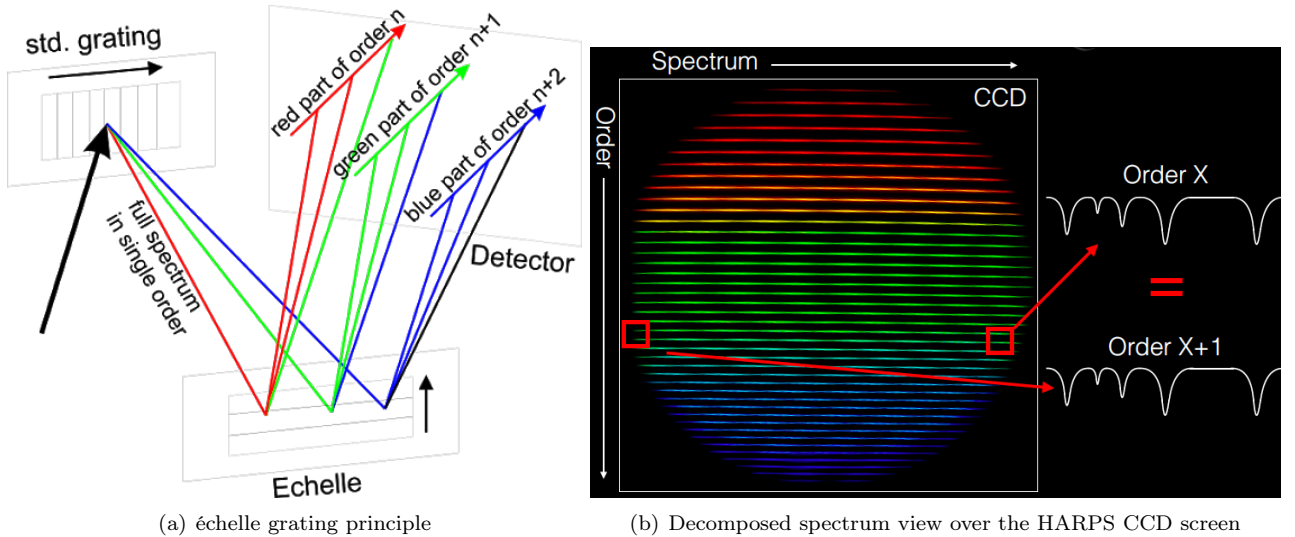 std. grating
red part of order n
green part of order n+1
blue part of order n+2
full spectrum
in single order
Detector
Echelle
(a) échelle grating principle
Spectrum
CCD
Order
Order X
=
Order X+1
(b) Decomposed spectrum view over the HARPS CCD screen